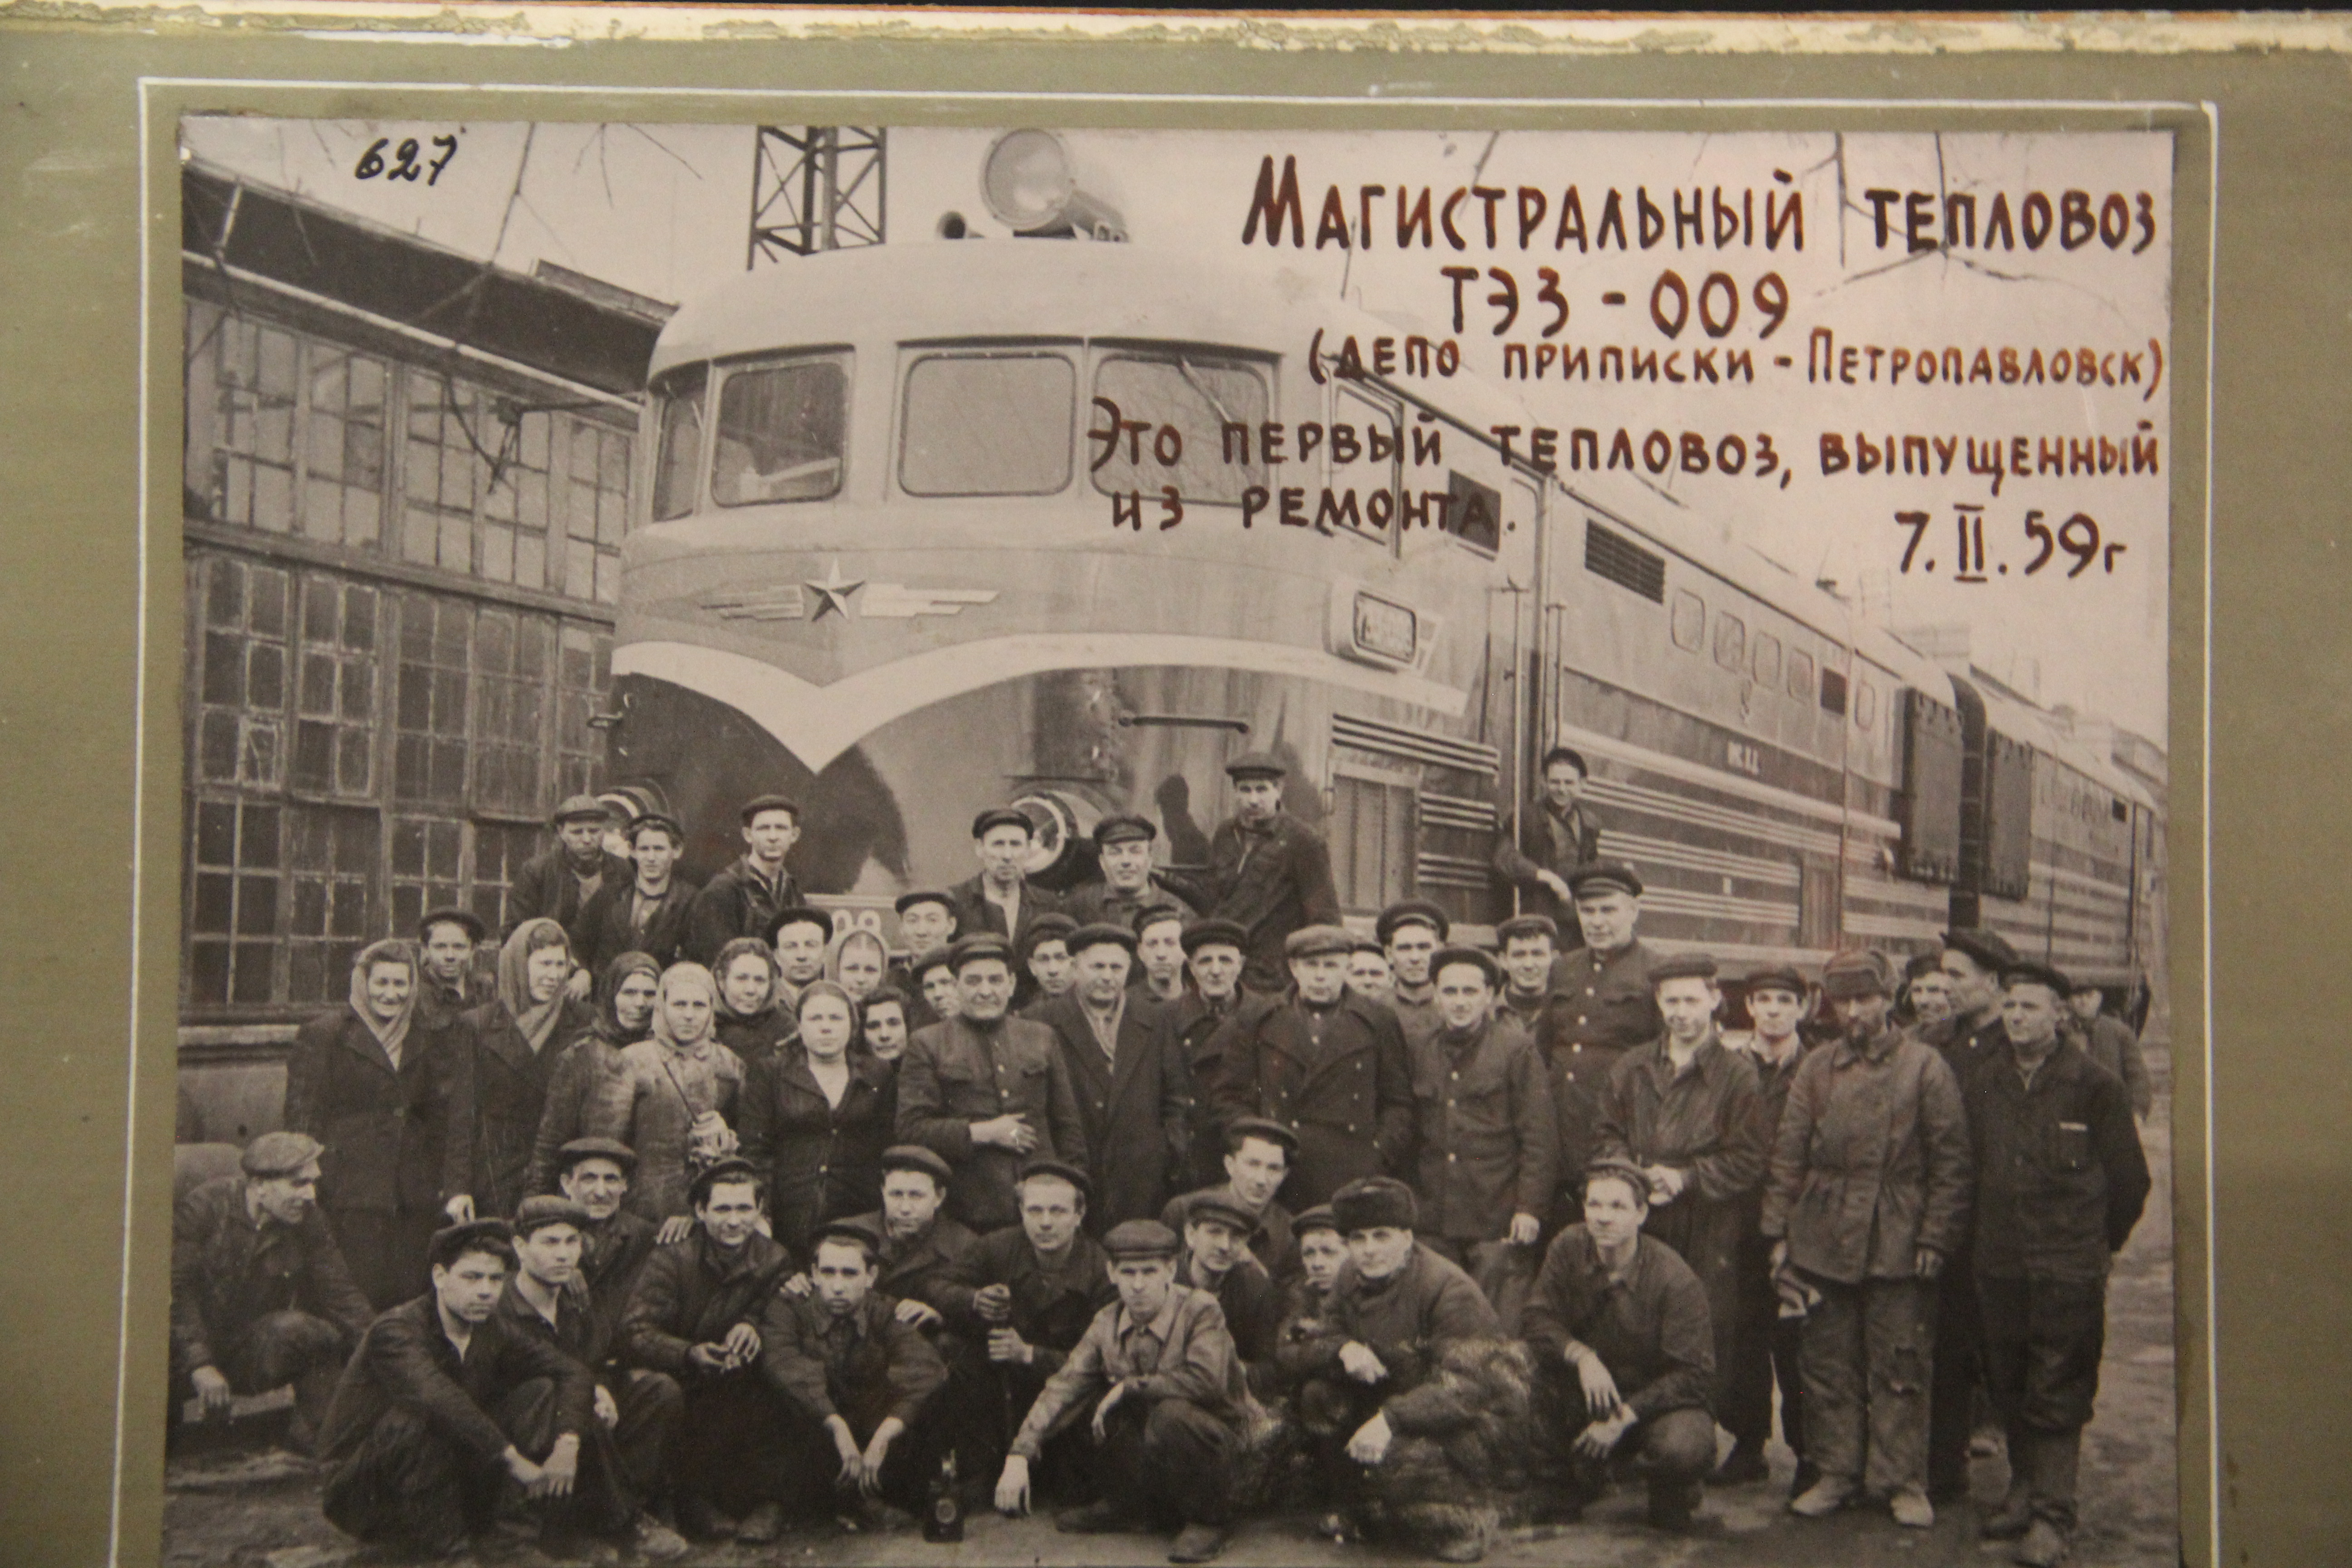 627
Магистральный тепловоз
ТЭ3-009
(депо приписки - Петропавловск)
Это первый тепловоз, выпущенный
из ремонта.
7.II.59г